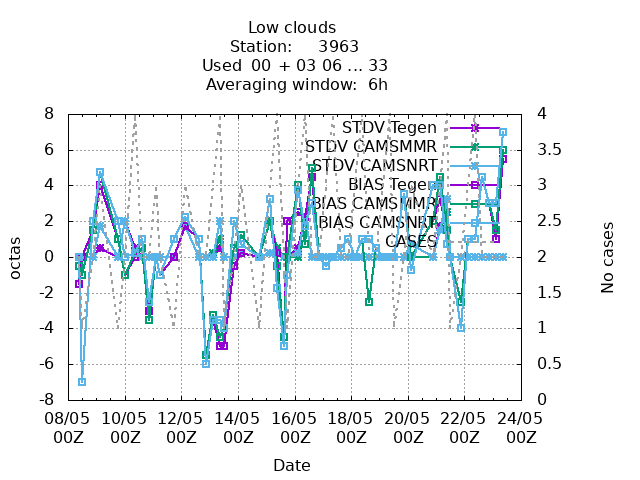 Low clouds
Station: 3963
Used 00 + 03 06 ... 33
Averaging window: 6h
8 4
6 3.5
4 3
2 2.5
0 2
-2 1.5
-4 1
-6 0.5
-8 0
octas
No cases
STDV Tegen
STDV CAMSMMR
STDV CAMSNRT
BIAS Tegen
BIAS CAMSMMR
BIAS CAMSNRT
CASES
08/05 10/05 12/05 14/05 16/05 18/05 20/05 22/05 24/05
00Z 00Z 00Z 00Z 00Z 00Z 00Z 00Z 00Z
Date